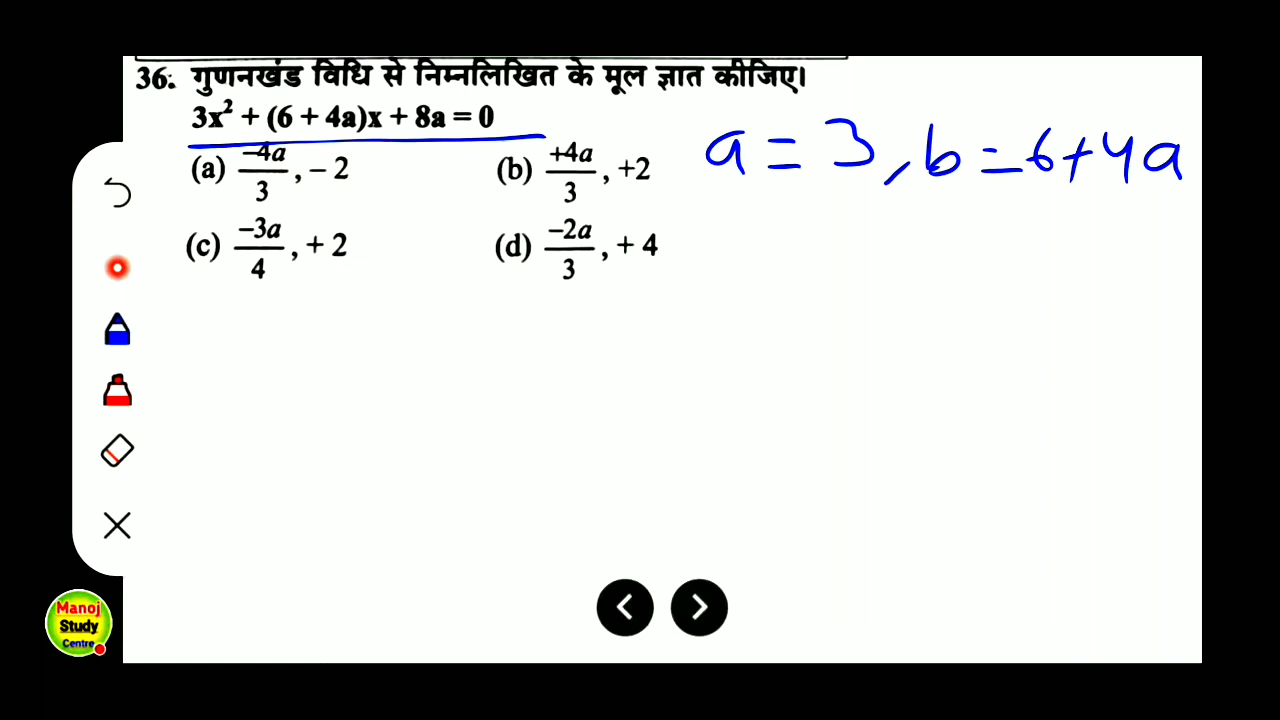 36. गुणनखंड विधि से निम्नलिखित के मूल ज्ञात कीजिए।
3x² + (6 + 4a)x + 8a = 0
a = 3, b = 6+4a
(a) −4a/3, − 2
(b) +4a/3, +2
(c) −3a/4, + 2
(d) −2a/3, + 4
Manoj
Study
Centre